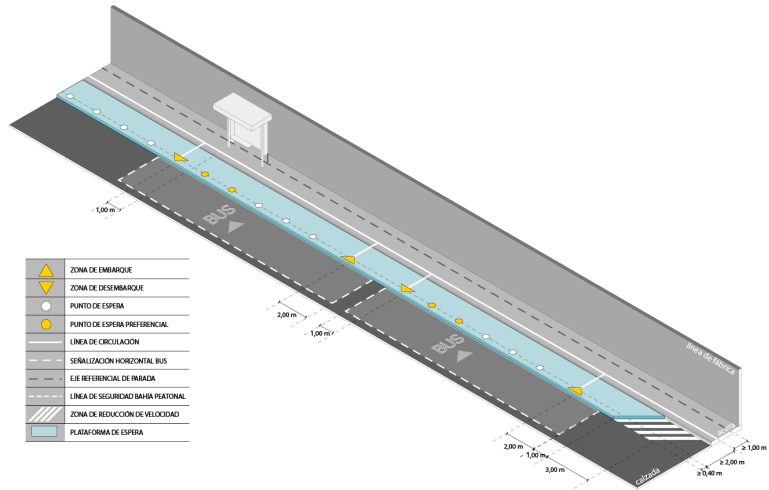 línea de fábrica
1,00 m
BUS
ZONA DE EMBARQUE
ZONA DE DESEMBARQUE
PUNTO DE ESPERA
PUNTO DE ESPERA PREFERENCIAL
LÍNEA DE CIRCULACIÓN
SEÑALIZACIÓN HORIZONTAL BUS
EJE REFERENCIAL DE PARADA
LÍNEA DE SEGURIDAD BAHÍA PEATONAL
ZONA DE REDUCCIÓN DE VELOCIDAD
PLATAFORMA DE ESPERA
2,00 m
1,00 m
BUS
acera
≥ 1,00 m
≥ 2,00 m
≥ 0,40 m
2,00 m
1,00 m
3,00 m
calzada